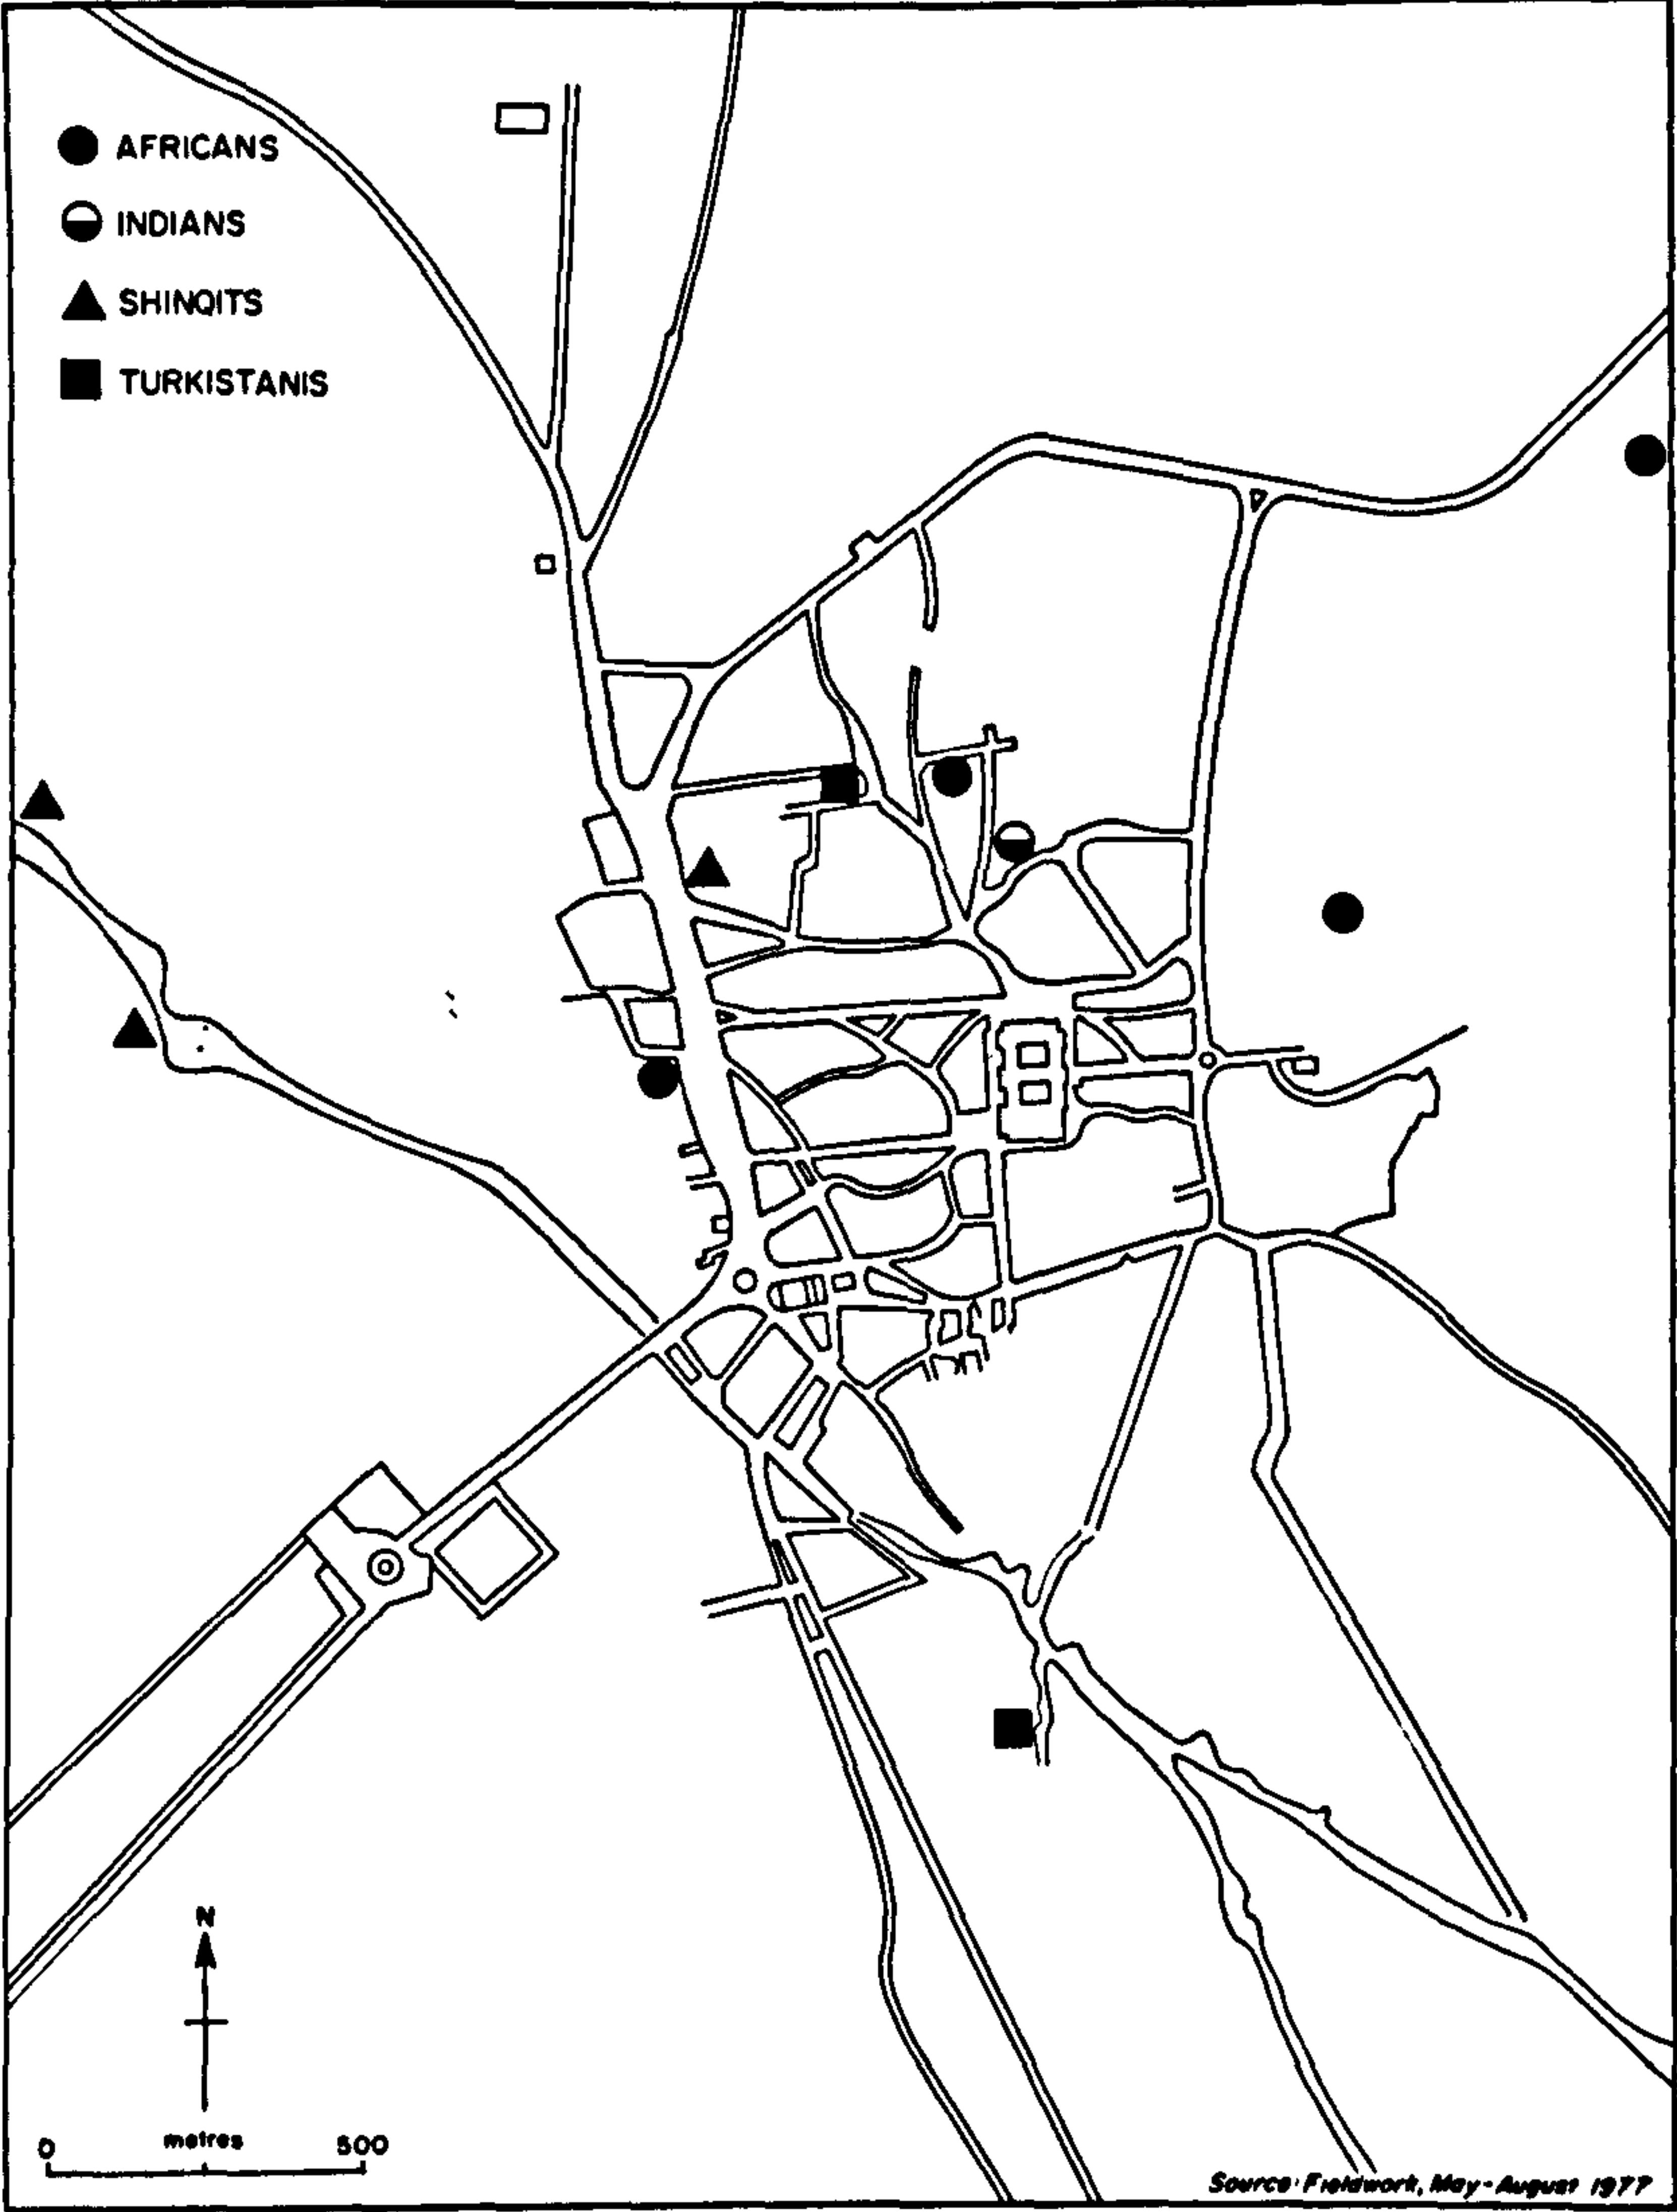 AFRICANS
INDIANS
SHINQITS
TURKISTANIS
N
metres
0 500
Source: Fieldwork, May - August 1977